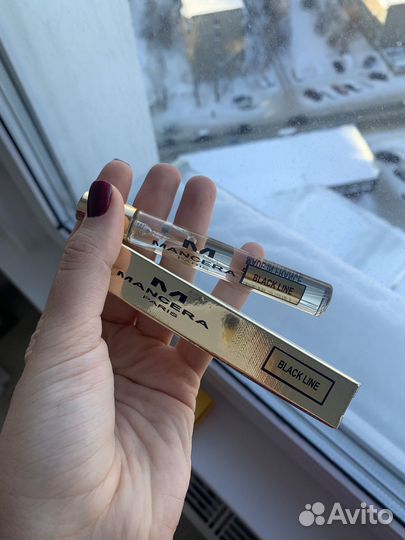 M
MANCERA
BLACK LINE
M
MANCERA
PARIS
BLACK LINE
Avito